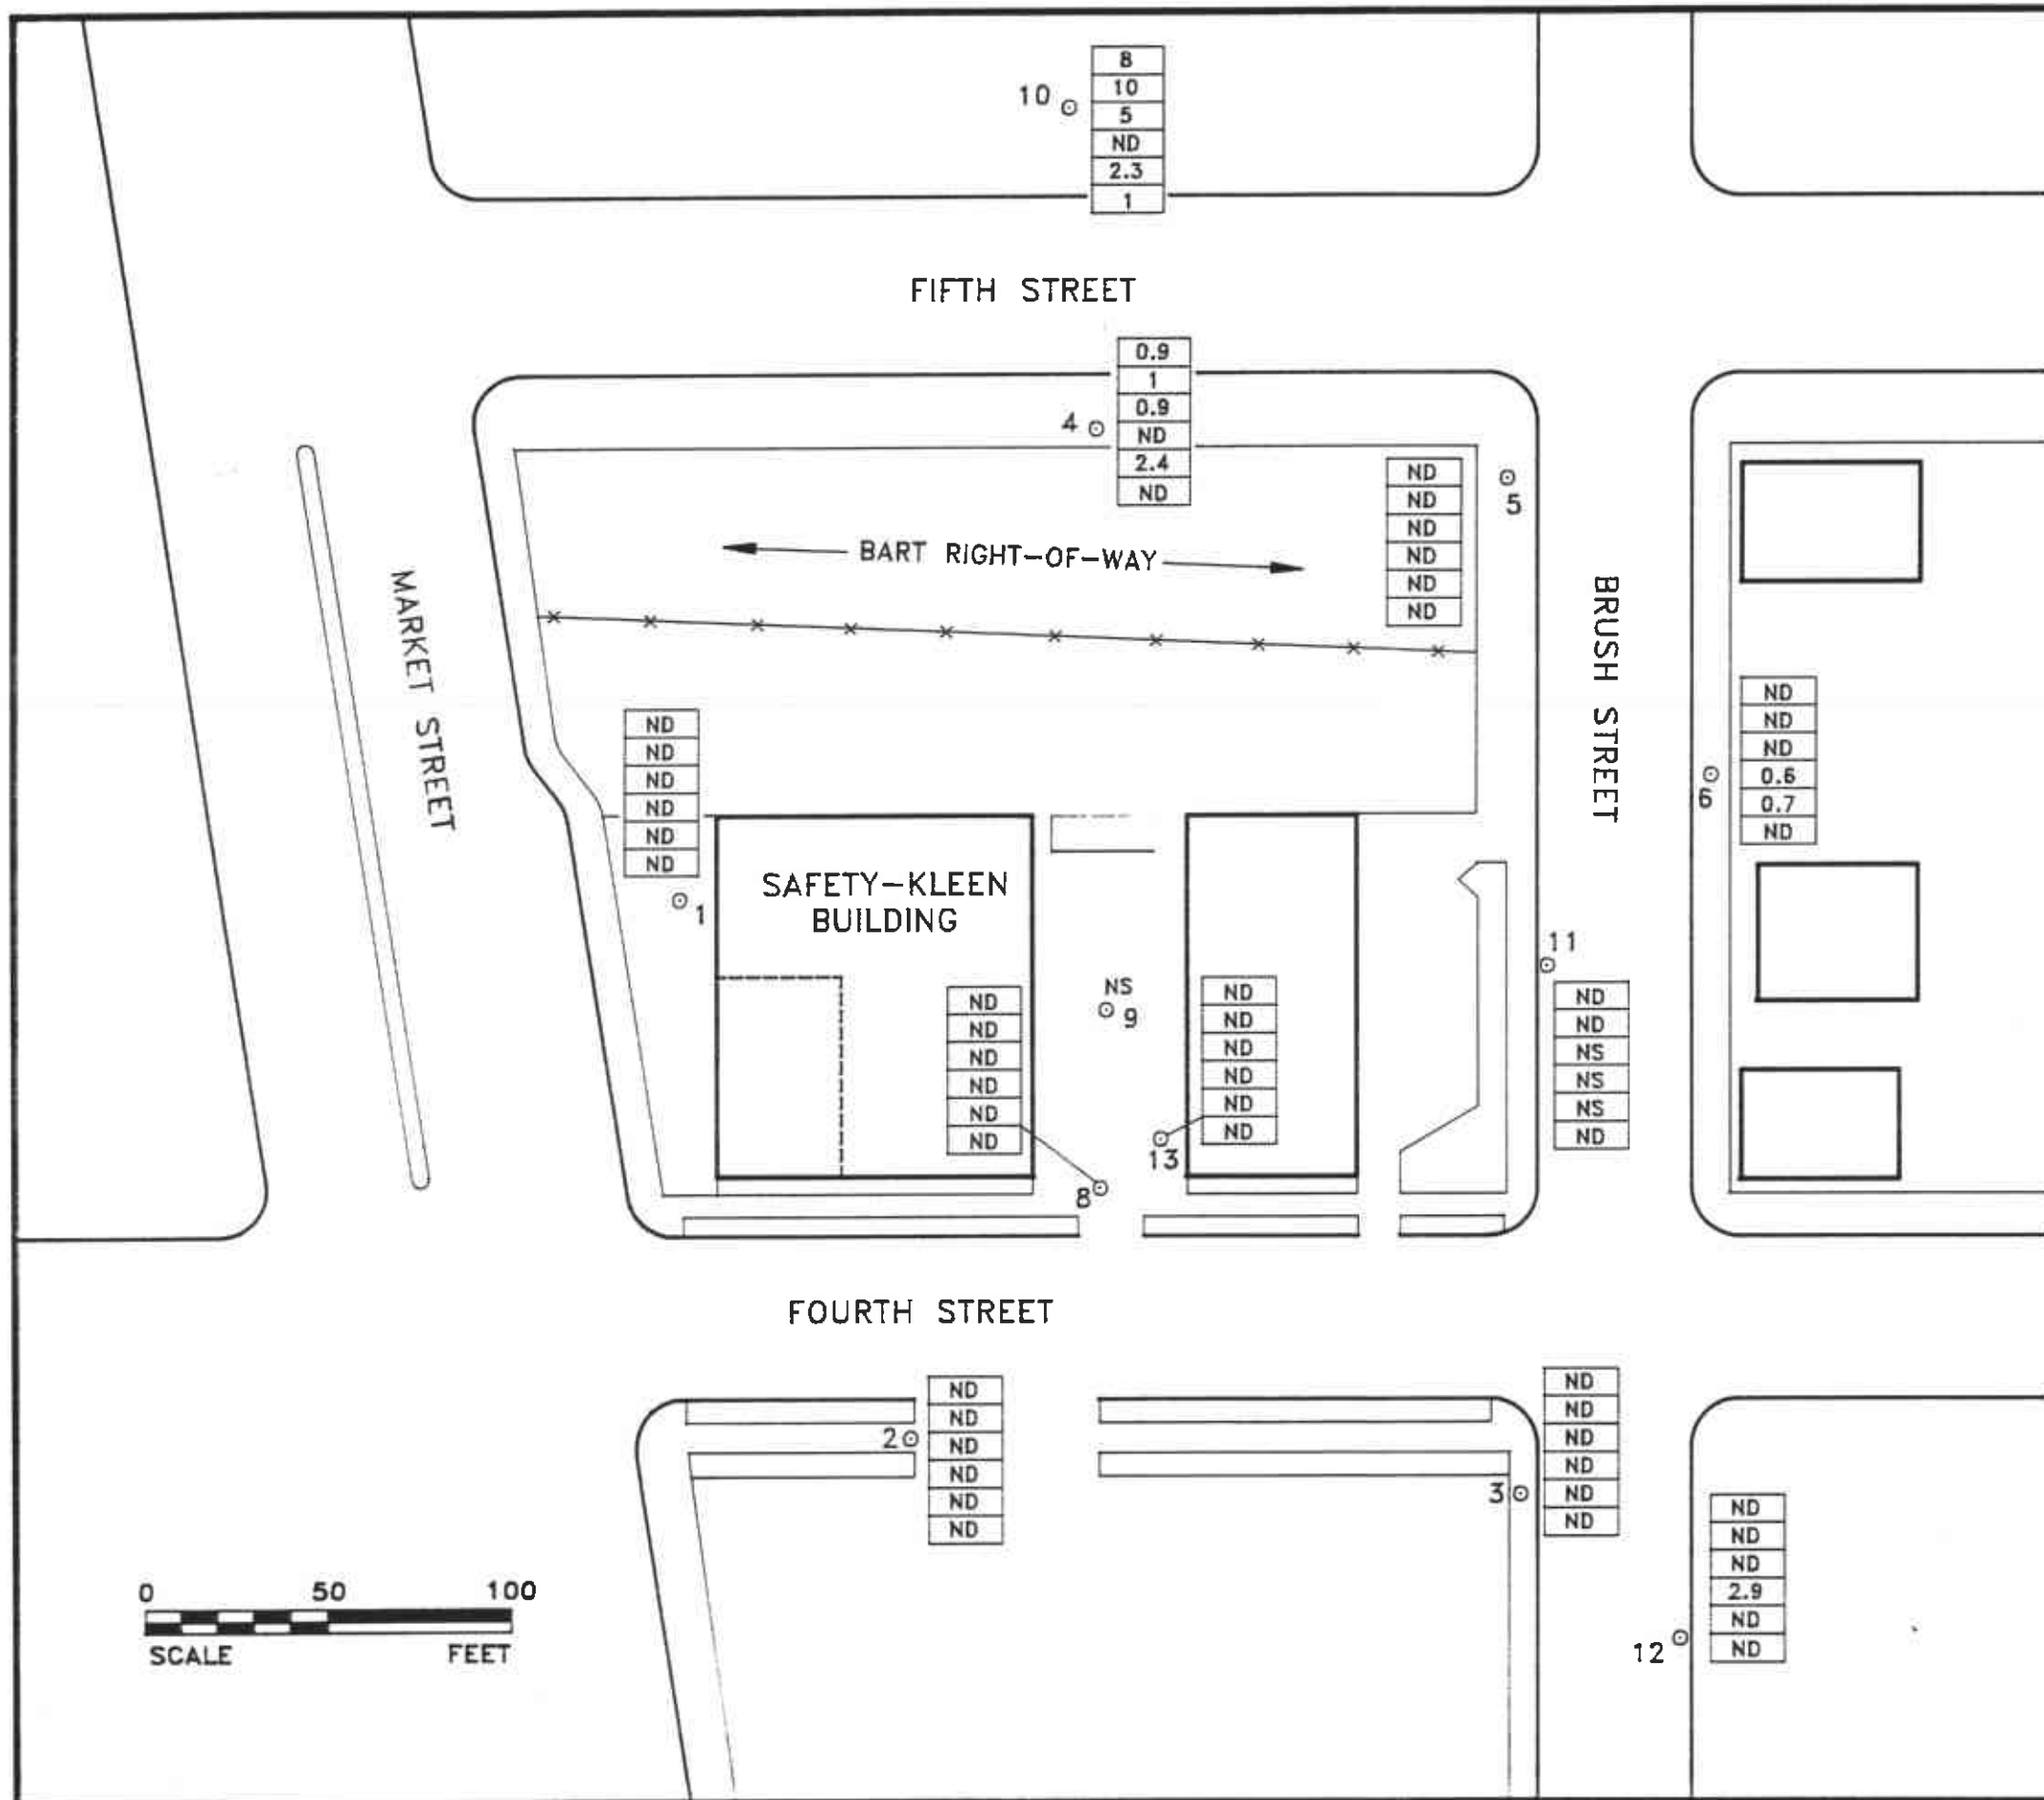 10
8
10
5
ND
2.3
1
FIFTH STREET
4
0.9
1
0.9
ND
2.4
ND
ND
ND
ND
ND
ND
ND
5
BART RIGHT-OF-WAY
MARKET STREET
BRUSH STREET
ND
ND
ND
ND
ND
ND
1
SAFETY-KLEEN
BUILDING
ND
ND
ND
0.6
0.7
ND
6
11
ND
ND
NS
NS
NS
ND
NS
9
ND
ND
ND
ND
ND
ND
8
ND
ND
ND
ND
ND
ND
13
FOURTH STREET
2
ND
ND
ND
ND
ND
ND
3
ND
ND
ND
ND
ND
ND
12
ND
ND
ND
2.9
ND
ND
0 50 100
SCALE FEET